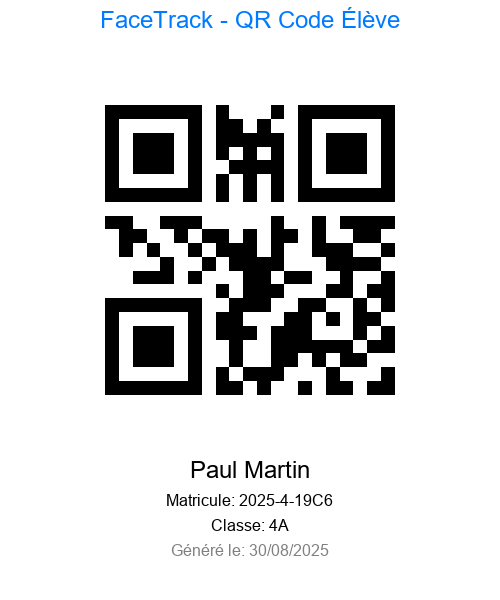 FaceTrack - QR Code Élève
Paul Martin
Matricule: 2025-4-19C6
Classe: 4A
Généré le: 30/08/2025